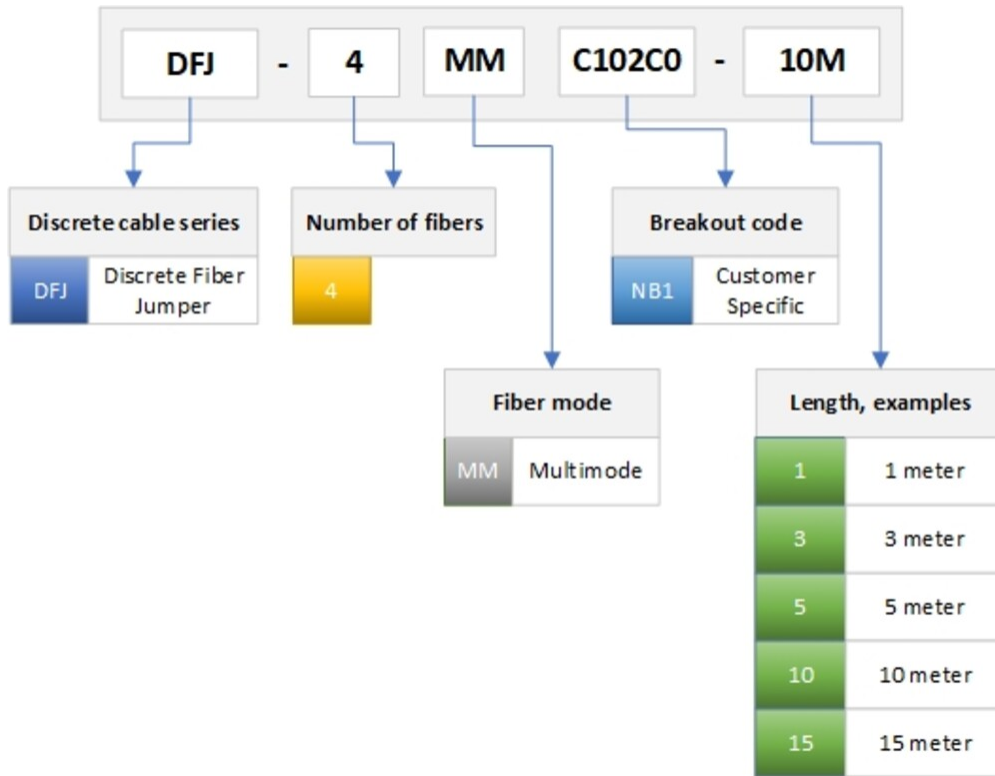 DFJ - 4 MM C102C0 - 10M
Discrete cable series
DFJ Discrete Fiber
Jumper
Number of fibers
4
Breakout code
NB1 Customer
Specific
Fiber mode
MM Multimode
Length, examples
1 1 meter
3 3 meter
5 5 meter
10 10 meter
15 15 meter